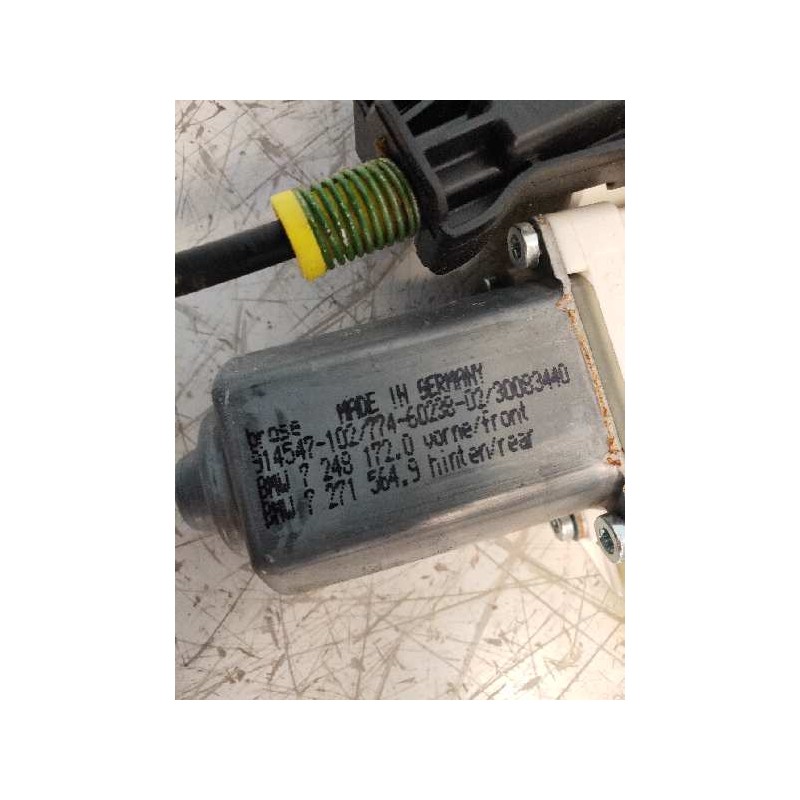 Brose MADE IN GERMANY
914547-102/774-60238-02/30083440
BMW 7 248 172.0 vorne/front
BMW 7 271 564.9 hinten/rear